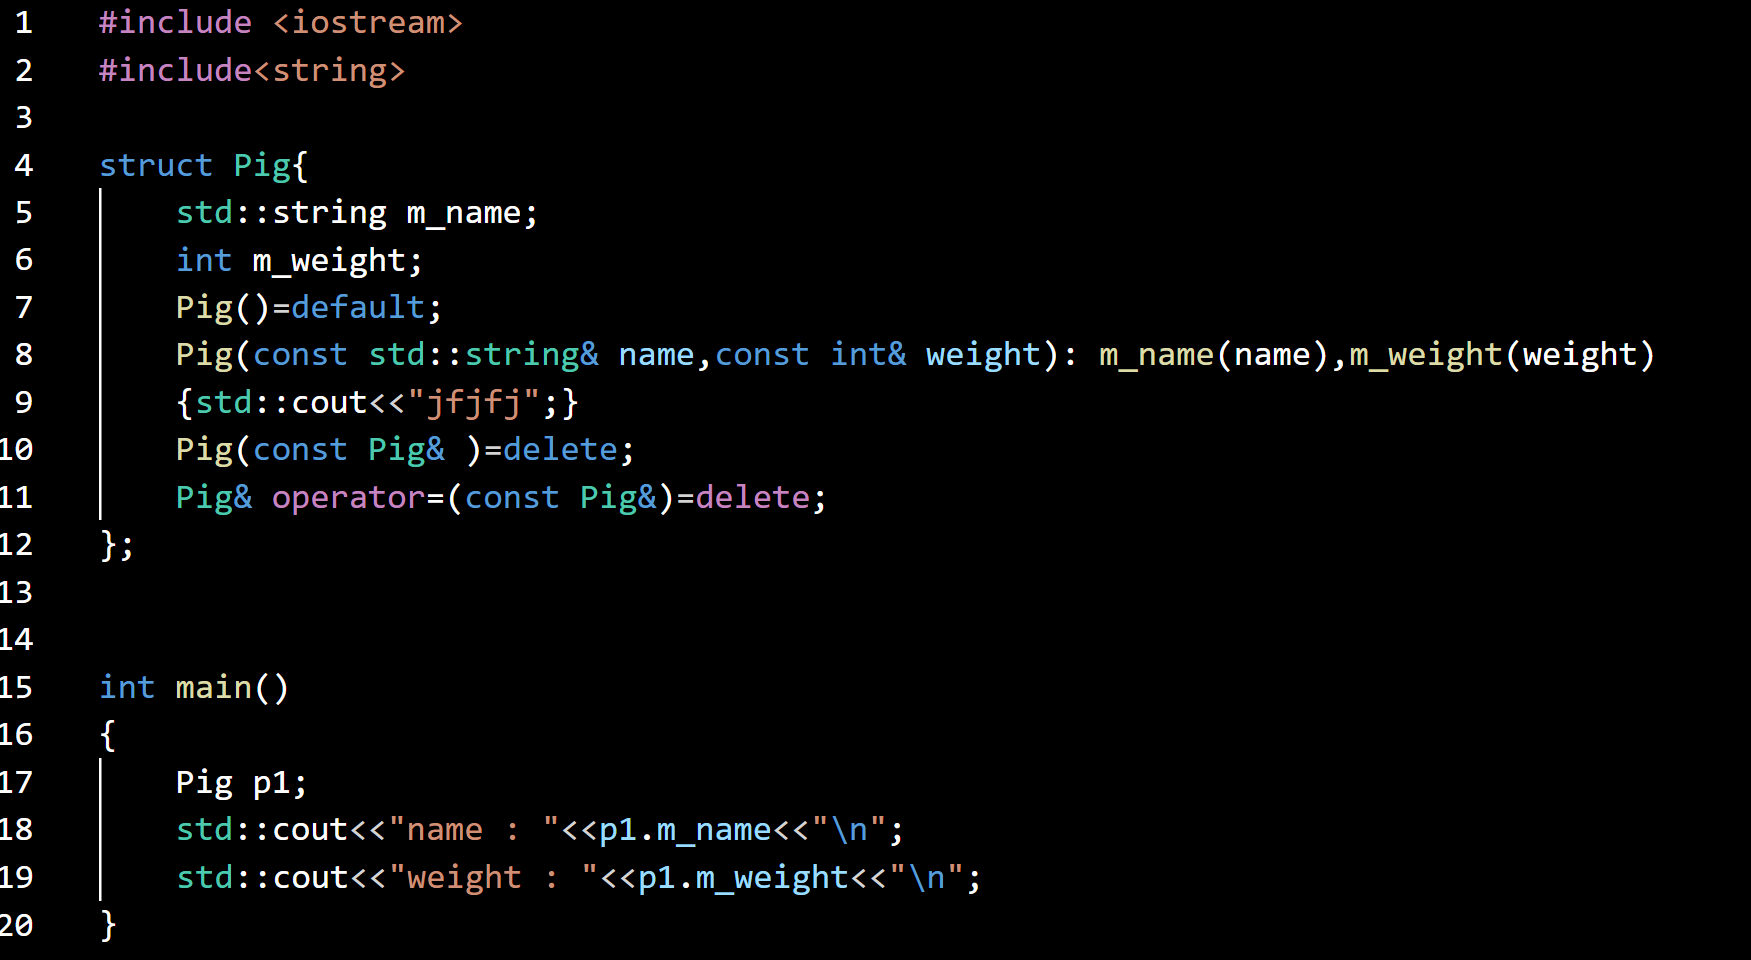 1 #include <iostream>
2 #include<string>
3
4 struct Pig{
5     std::string m_name;
6     int m_weight;
7     Pig()=default;
8     Pig(const std::string& name,const int& weight): m_name(name),m_weight(weight)
9     {std::cout<<"jfjfj";}
10     Pig(const Pig& )=delete;
11     Pig& operator=(const Pig&)=delete;
12 };
13
14
15 int main()
16 {
17     Pig p1;
18     std::cout<<"name : "<<p1.m_name<<"\n";
19     std::cout<<"weight : "<<p1.m_weight<<"\n";
20 }